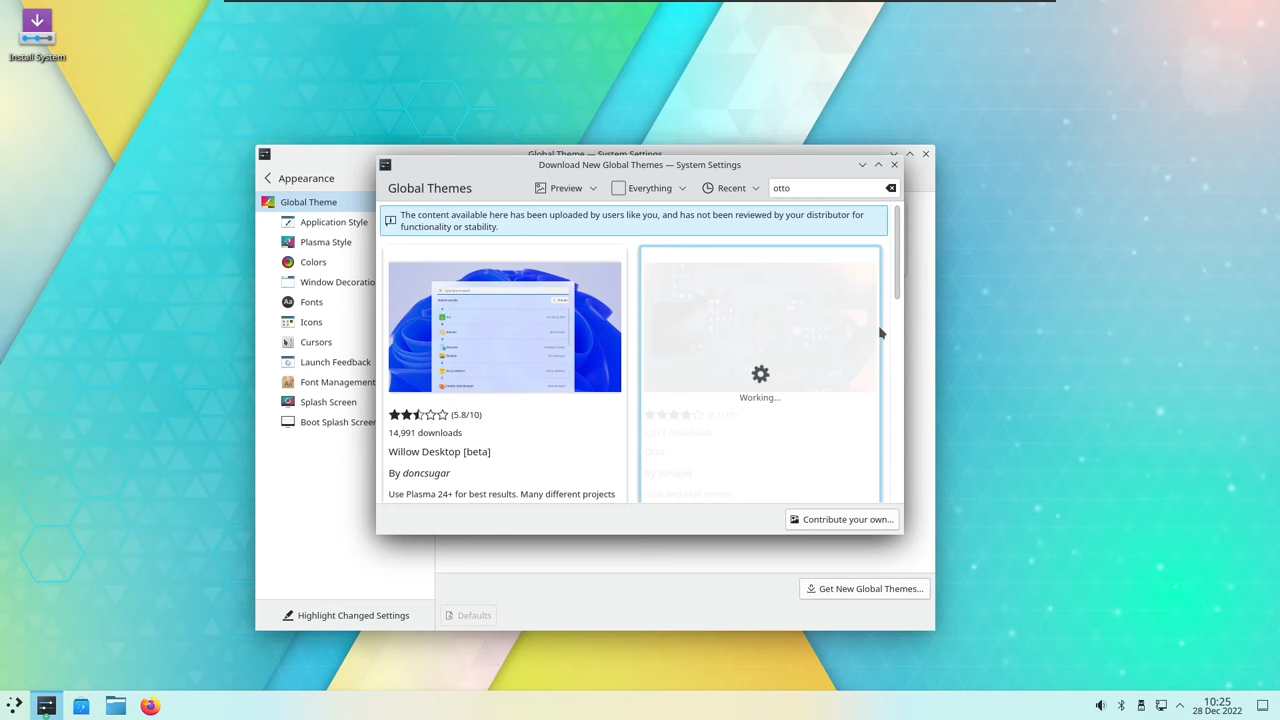 Install System
Global Theme — System Settings
Download New Global Themes — System Settings
Appearance
Global Themes
Preview
Everything
Recent
otto
The content available here has been uploaded by users like you, and has not been reviewed by your distributor for
functionality or stability.
Global Theme
Application Style
Plasma Style
Colors
Window Decoratio
Fonts
Icons
Cursors
Launch Feedback
Font Management
Splash Screen
Boot Splash Screen
Working...
(5.8/10)
14,991 downloads
Willow Desktop [beta]
By doncsugar
Use Plasma 24+ for best results. Many different projects
Otto
Look and feel theme
Contribute your own...
Get New Global Themes...
Highlight Changed Settings
Defaults
10:25
28 Dec 2022